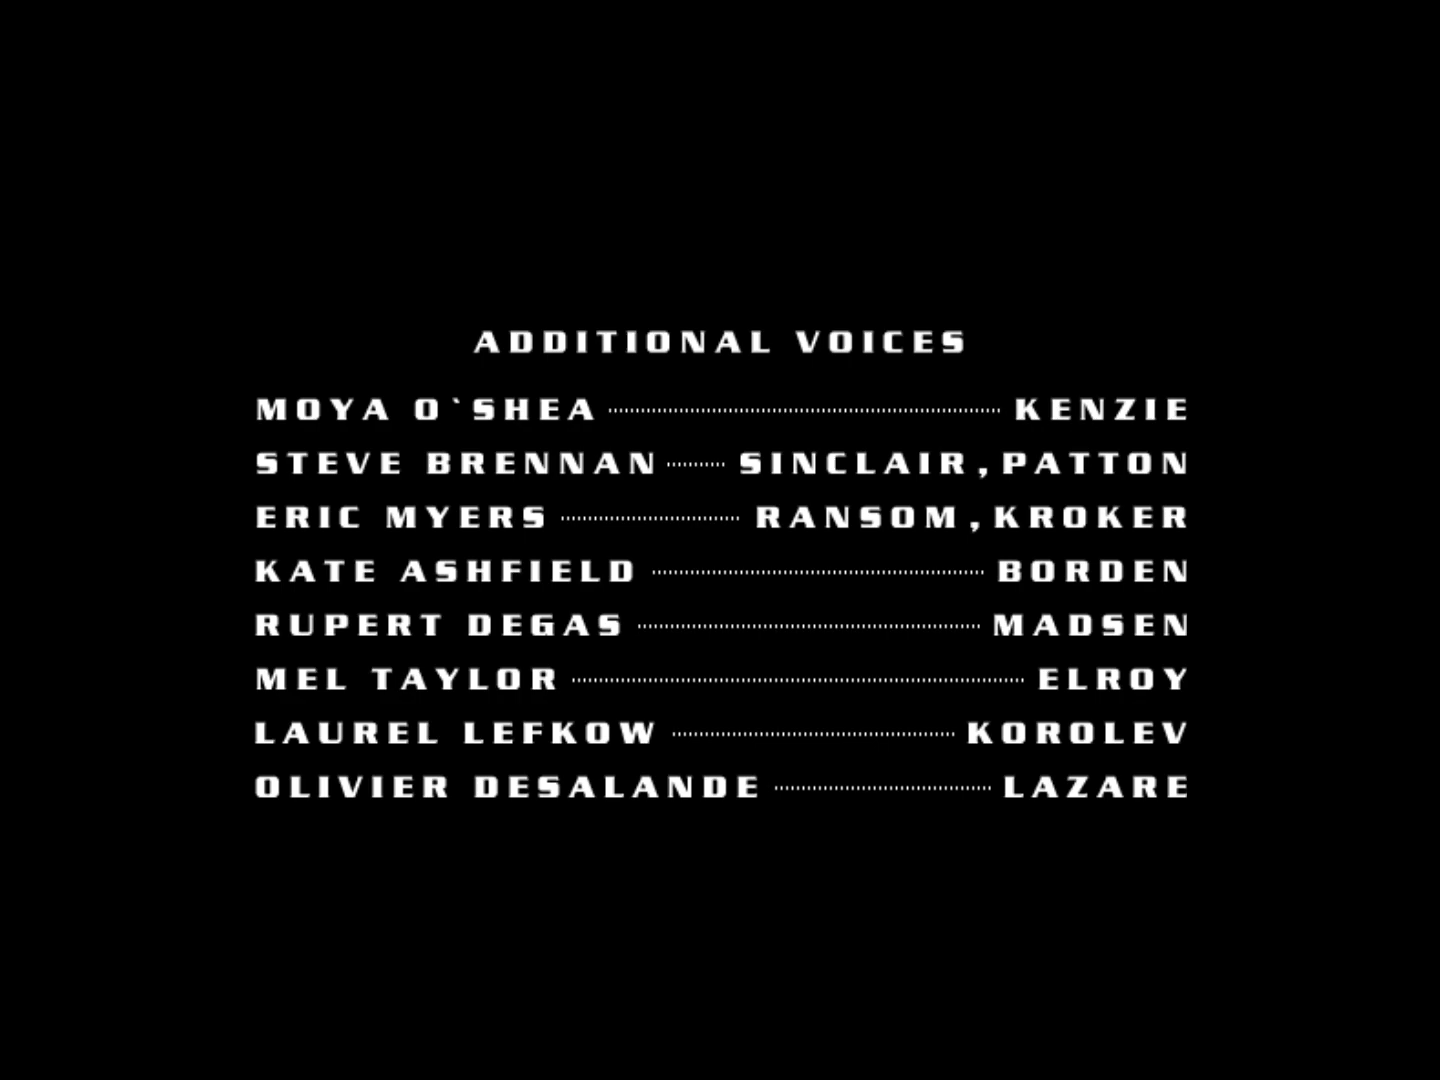 ADDITIONAL VOICES
MOYA O`SHEA KENZIE
STEVE BRENNAN SINCLAIR,PATTON
ERIC MYERS RANSOM,KROKER
KATE ASHFIELD BORDEN
RUPERT DEGAS MADSEN
MEL TAYLOR ELROY
LAUREL LEFKOW KOROLEV
OLIVIER DESALANDE LAZARE